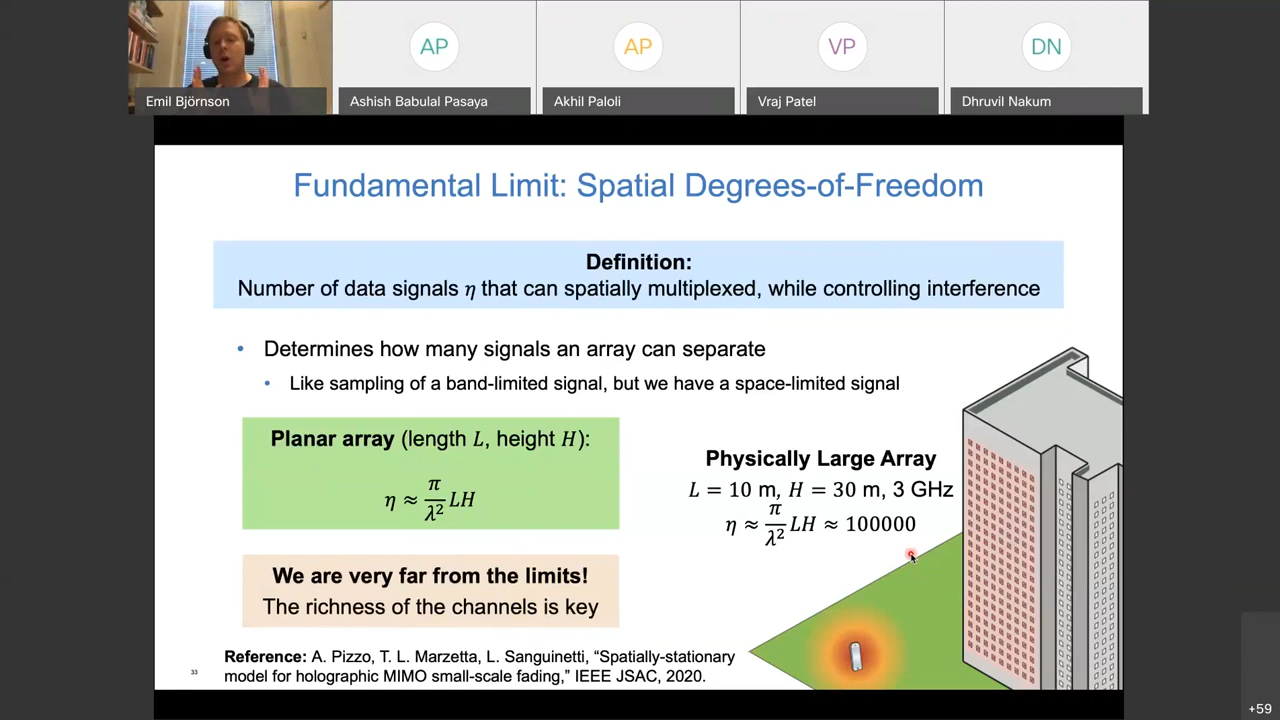 AP
AP
VP
DN
Emil Björnson
Ashish Babulal Pasaya
Akhil Paloli
Vraj Patel
Dhruvil Nakum
Fundamental Limit: Spatial Degrees-of-Freedom
Definition:
Number of data signals η that can spatially multiplexed, while controlling interference
• Determines how many signals an array can separate
• Like sampling of a band-limited signal, but we have a space-limited signal
Planar array (length L, height H):
η ≈ π/λ² LH
Physically Large Array
L = 10 m, H = 30 m, 3 GHz
η ≈ π/λ² LH ≈ 100000
We are very far from the limits!
The richness of the channels is key
Reference: A. Pizzo, T. L. Marzetta, L. Sanguinetti, “Spatially-stationary
model for holographic MIMO small-scale fading,” IEEE JSAC, 2020.
33
+59